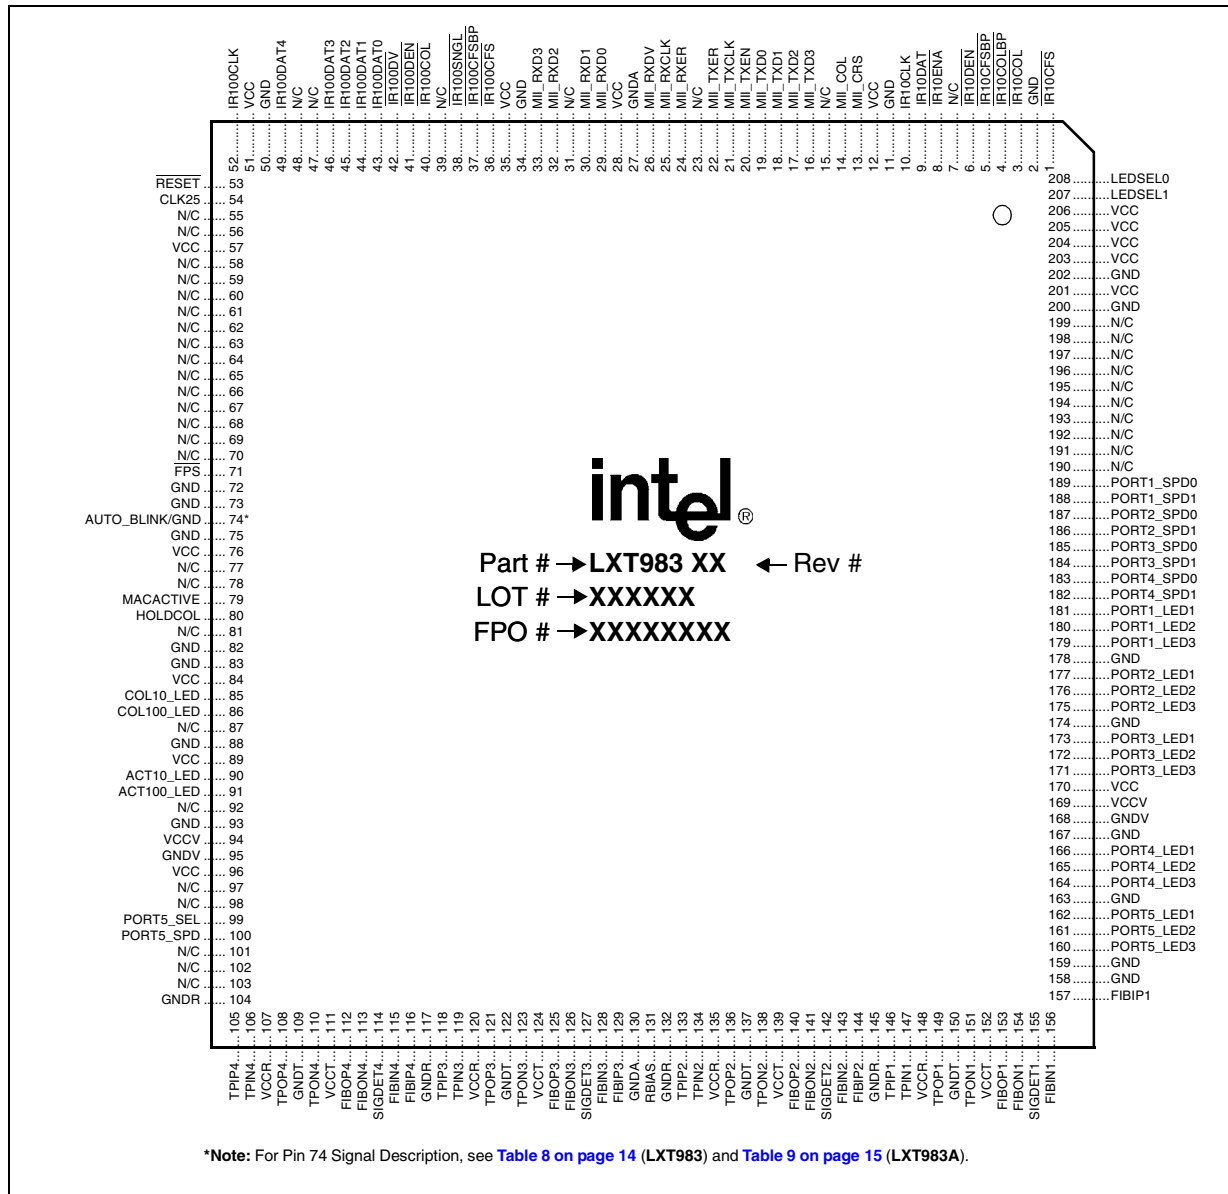 52.... IR100CLK
51.... VCC
50.... GND
49.... IR100DAT4
48.... N/C
47.... N/C
46.... IR100DAT3
45.... IR100DAT2
44.... IR100DAT1
43.... IR100DAT0
42.... IR100DV
41.... IR100DEN
40.... IR100COL
39.... N/C
38.... IR100SNGL
37.... IR100CFSBP
36.... IR100CFS
35.... VCC
34.... GND
33.... MII_RXD3
32.... MII_RXD2
31.... N/C
30.... MII_RXD1
29.... MII_RXD0
28.... VCC
27.... GNDA
26.... MII_RXDV
25.... MII_RXCLK
24.... MII_RXER
23.... N/C
22.... MII_TXER
21.... MII_TXCLK
20.... MII_TXEN
19.... MII_TXD0
18.... MII_TXD1
17.... MII_TXD2
16.... MII_TXD3
15.... N/C
14.... MII_COL
13.... MII_CRS
12.... VCC
11.... GND
10.... IR10CLK
9.... IR10DAT
8.... IR10ENA
7.... N/C
6.... IR10DEN
5.... IR10CFSBP
4.... IR10COLBP
3.... IR10COL
2.... GND
1.... IR10CFS
RESET ...... 53
CLK25 ...... 54
N/C ...... 55
N/C ...... 56
VCC ...... 57
N/C ...... 58
N/C ...... 59
N/C ...... 60
N/C ...... 61
N/C ...... 62
N/C ...... 63
N/C ...... 64
N/C ...... 65
N/C ...... 66
N/C ...... 67
N/C ...... 68
N/C ...... 69
N/C ...... 70
FPS ...... 71
GND ...... 72
GND ...... 73
AUTO_BLINK/GND ...... 74*
GND ...... 75
VCC ...... 76
N/C ...... 77
N/C ...... 78
MACACTIVE ...... 79
HOLDCOL ...... 80
N/C ...... 81
GND ...... 82
GND ...... 83
VCC ...... 84
COL10_LED ...... 85
COL100_LED ...... 86
N/C ...... 87
GND ...... 88
VCC ...... 89
ACT10_LED ...... 90
ACT100_LED ...... 91
N/C ...... 92
GND ...... 93
VCCV ...... 94
GNDV ...... 95
VCC ...... 96
N/C ...... 97
N/C ...... 98
PORT5_SEL ...... 99
PORT5_SPD ...... 100
N/C ...... 101
N/C ...... 102
N/C ...... 103
GNDR ...... 104
intel®
Part # → LXT983 XX ← Rev #
LOT # → XXXXXX
FPO # → XXXXXXXX
208 ..........LEDSEL0
207 ..........LEDSEL1
206 ..........VCC
205 ..........VCC
204 ..........VCC
203 ..........VCC
202 ..........GND
201 ..........VCC
200 ..........GND
199 ..........N/C
198 ..........N/C
197 ..........N/C
196 ..........N/C
195 ..........N/C
194 ..........N/C
193 ..........N/C
192 ..........N/C
191 ..........N/C
190 ..........N/C
189 ..........PORT1_SPD0
188 ..........PORT1_SPD1
187 ..........PORT2_SPD0
186 ..........PORT2_SPD1
185 ..........PORT3_SPD0
184 ..........PORT3_SPD1
183 ..........PORT4_SPD0
182 ..........PORT4_SPD1
181 ..........PORT1_LED1
180 ..........PORT1_LED2
179 ..........PORT1_LED3
178 ..........GND
177 ..........PORT2_LED1
176 ..........PORT2_LED2
175 ..........PORT2_LED3
174 ..........GND
173 ..........PORT3_LED1
172 ..........PORT3_LED2
171 ..........PORT3_LED3
170 ..........VCC
169 ..........VCCV
168 ..........GNDV
167 ..........GND
166 ..........PORT4_LED1
165 ..........PORT4_LED2
164 ..........PORT4_LED3
163 ..........GND
162 ..........PORT5_LED1
161 ..........PORT5_LED2
160 ..........PORT5_LED3
159 ..........GND
158 ..........GND
157 ..........FIBIP1
TPIP4.... 105
TPIN4.... 106
VCCR.... 107
TPOP4.... 108
GNDT.... 109
TPON4.... 110
VCCT.... 111
FIBOP4.... 112
FIBON4.... 113
SIGDET4.... 114
FIBIN4.... 115
FIBIP4.... 116
GNDR.... 117
TPIP3.... 118
TPIN3.... 119
VCCR.... 120
TPOP3.... 121
GNDT.... 122
TPON3.... 123
VCCT.... 124
FIBOP3.... 125
FIBON3.... 126
SIGDET3.... 127
FIBIN3.... 128
FIBIP3.... 129
GNDA.... 130
RBIAS.... 131
GNDR.... 132
TPIP2.... 133
TPIN2.... 134
VCCR.... 135
TPOP2.... 136
GNDT.... 137
TPON2.... 138
VCCT.... 139
FIBOP2.... 140
FIBON2.... 141
SIGDET2.... 142
FIBIN2.... 143
FIBIP2.... 144
GNDR.... 145
TPIP1.... 146
TPIN1.... 147
VCCR.... 148
TPOP1.... 149
GNDT.... 150
TPON1.... 151
VCCT.... 152
FIBOP1.... 153
FIBON1.... 154
SIGDET1.... 155
FIBIN1.... 156
*Note: For Pin 74 Signal Description, see Table 8 on page 14 (LXT983) and Table 9 on page 15 (LXT983A).